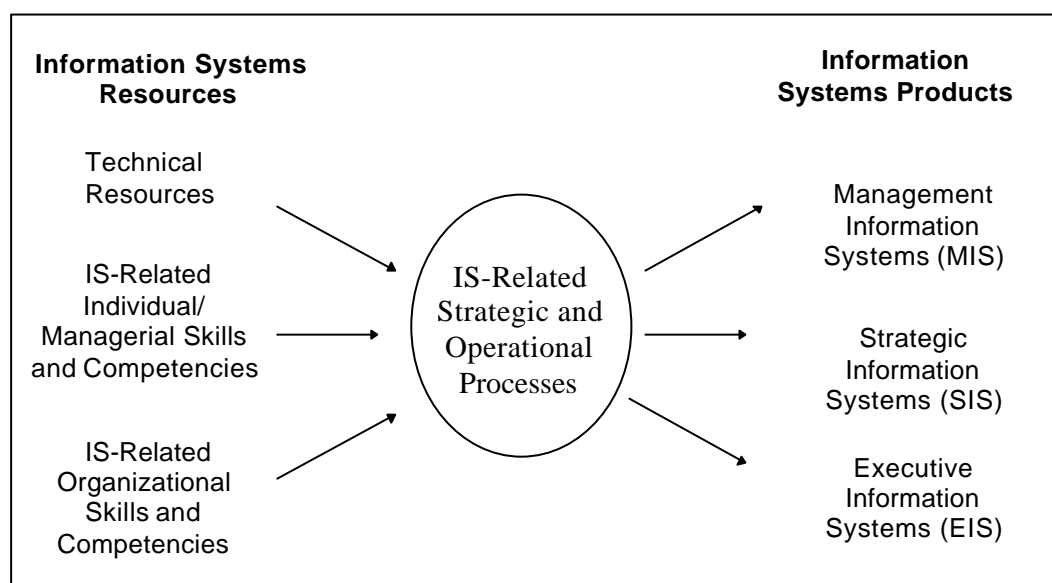 Information Systems
Resources
Technical
Resources
IS-Related
Individual/
Managerial Skills
and Competencies
IS-Related
Organizational
Skills and
Competencies
IS-Related
Strategic and
Operational
Processes
Information
Systems Products
Management
Information
Systems (MIS)
Strategic
Information
Systems (SIS)
Executive
Information
Systems (EIS)